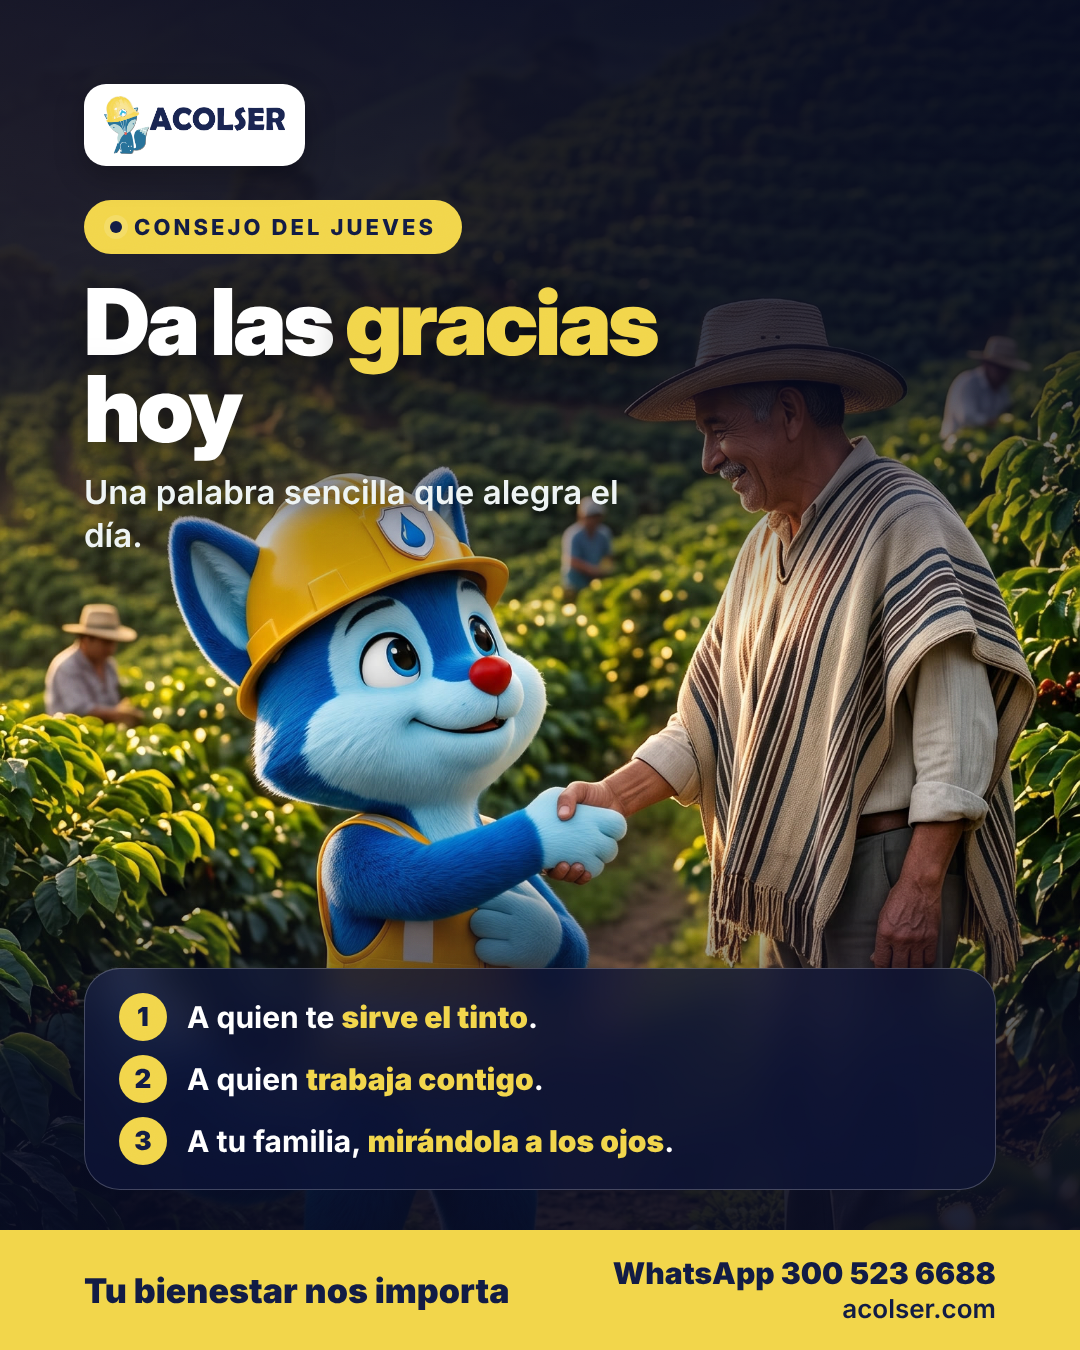 ACOLSER
CONSEJO DEL JUEVES
Da las gracias
hoy
Una palabra sencilla que alegra el
día.
1 A quien te sirve el tinto.
2 A quien trabaja contigo.
3 A tu familia, mirándola a los ojos.
Tu bienestar nos importa
WhatsApp 300 523 6688
acolser.com